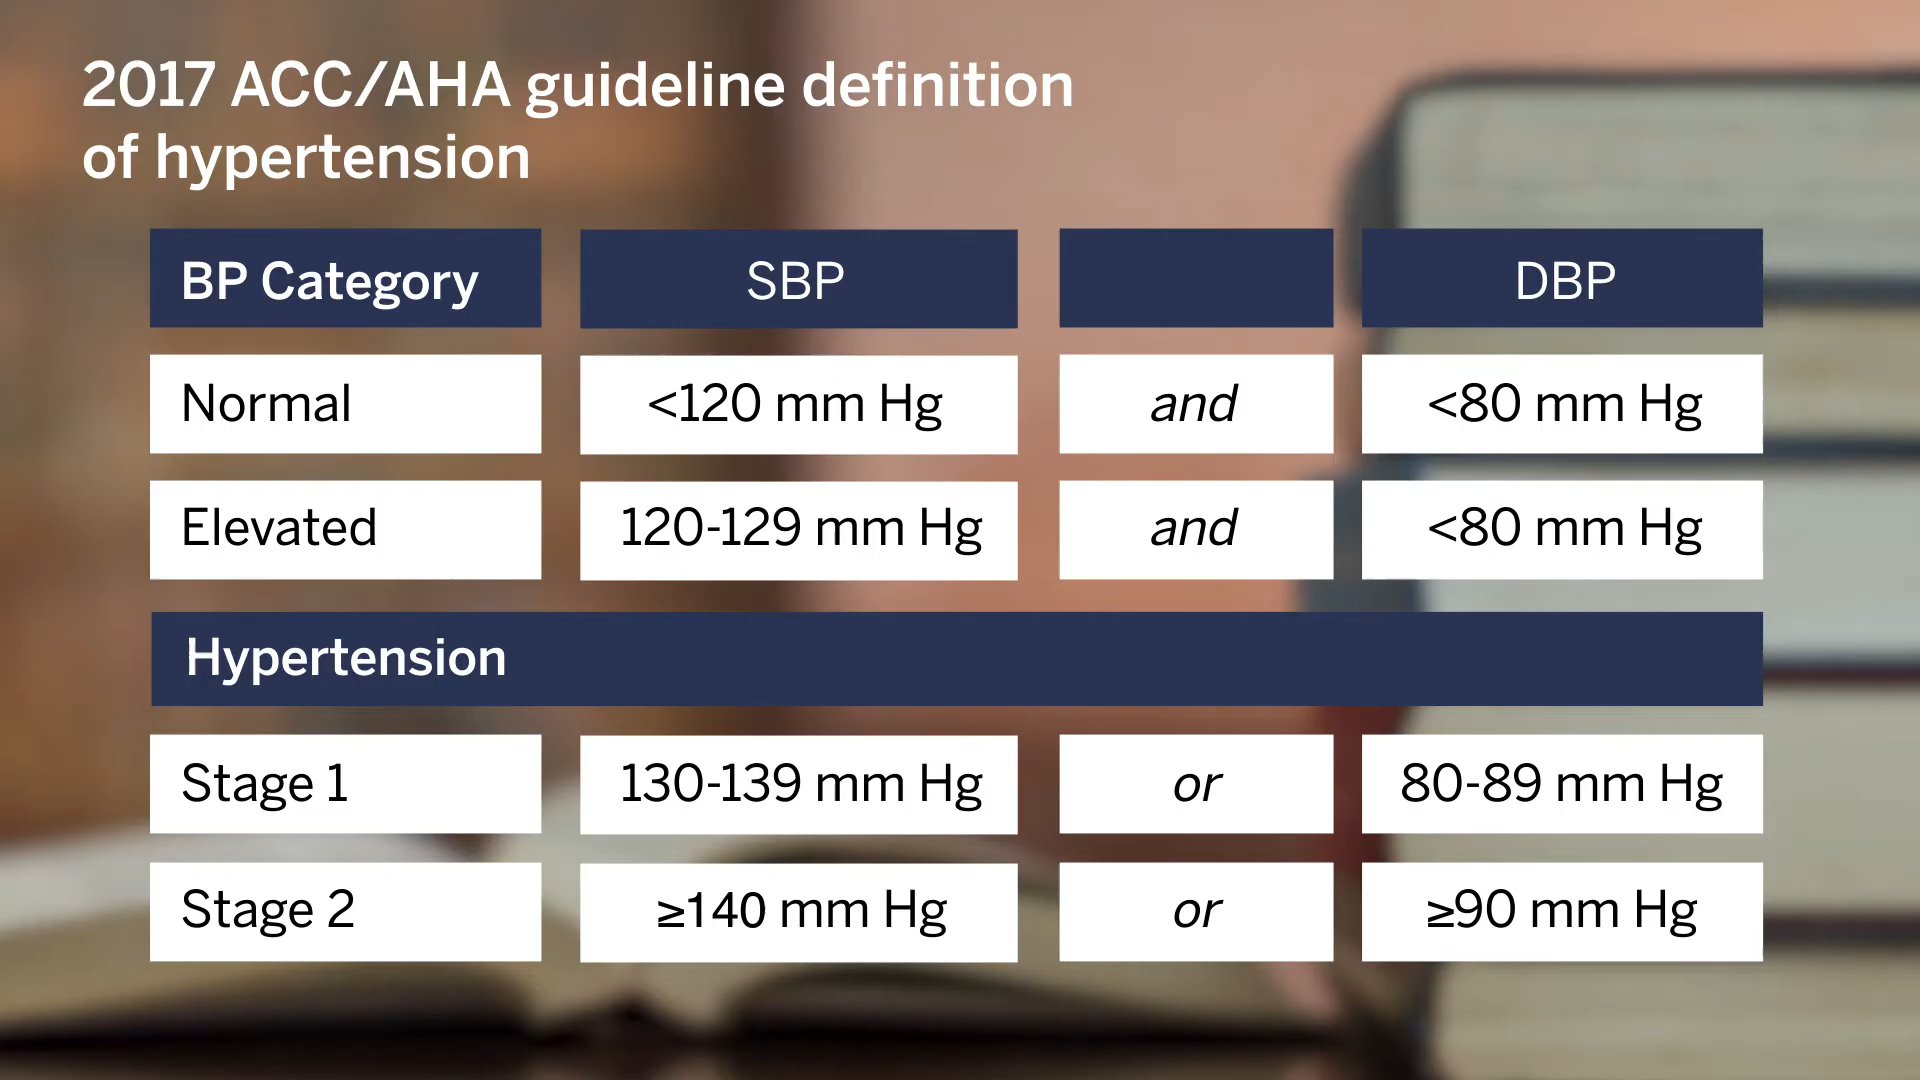 2017 ACC/AHA guideline definition
of hypertension
BP Category SBP DBP
Normal <120 mm Hg and <80 mm Hg
Elevated 120-129 mm Hg and <80 mm Hg
Hypertension
Stage 1 130-139 mm Hg or 80-89 mm Hg
Stage 2 ≥140 mm Hg or ≥90 mm Hg